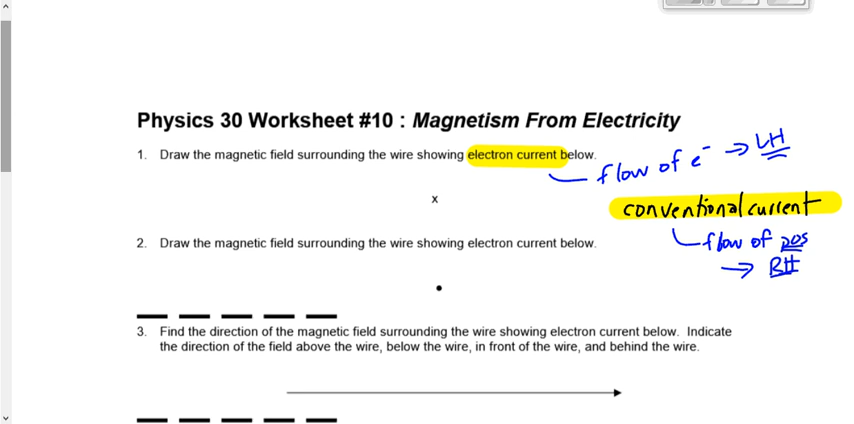 Physics 30 Worksheet #10 : Magnetism From Electricity
1. Draw the magnetic field surrounding the wire showing electron current below.
flow of e⁻ → LH
x
conventional current
flow of pos
→ RH
2. Draw the magnetic field surrounding the wire showing electron current below.
3. Find the direction of the magnetic field surrounding the wire showing electron current below. Indicate
the direction of the field above the wire, below the wire, in front of the wire, and behind the wire.